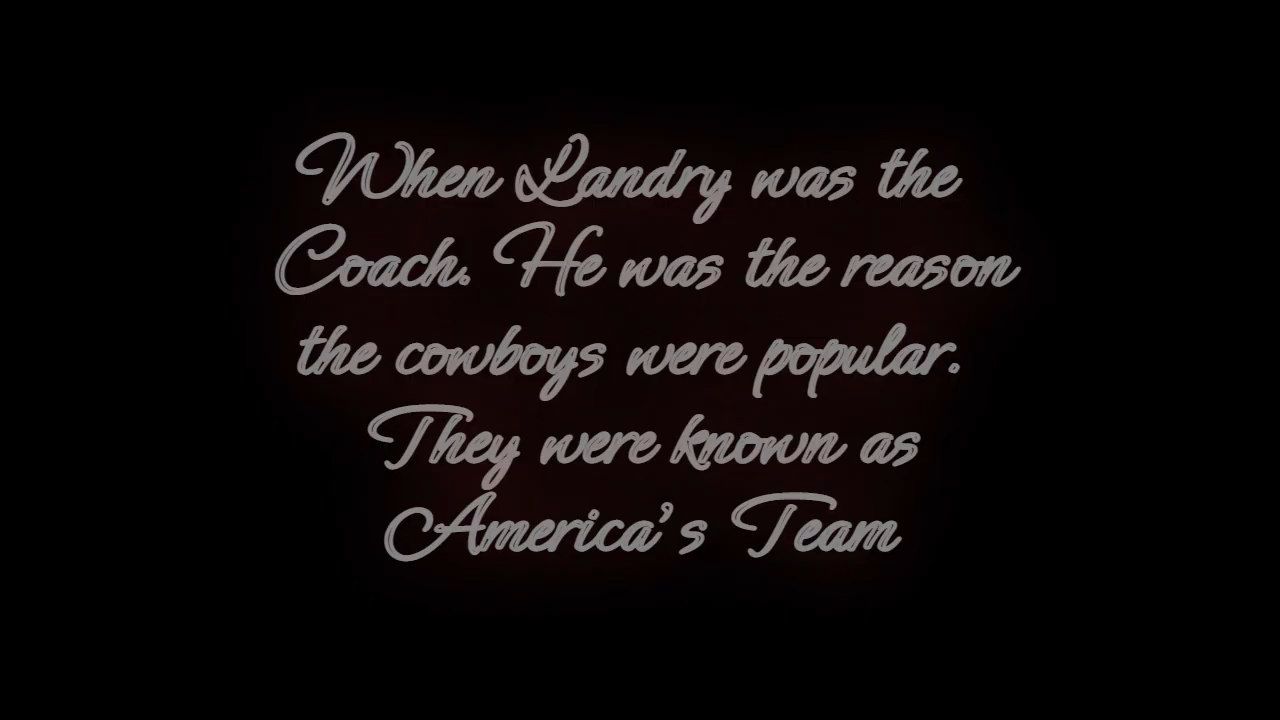 When Landry was the
Coach. He was the reason
the cowboys were popular.
They were known as
America's Team